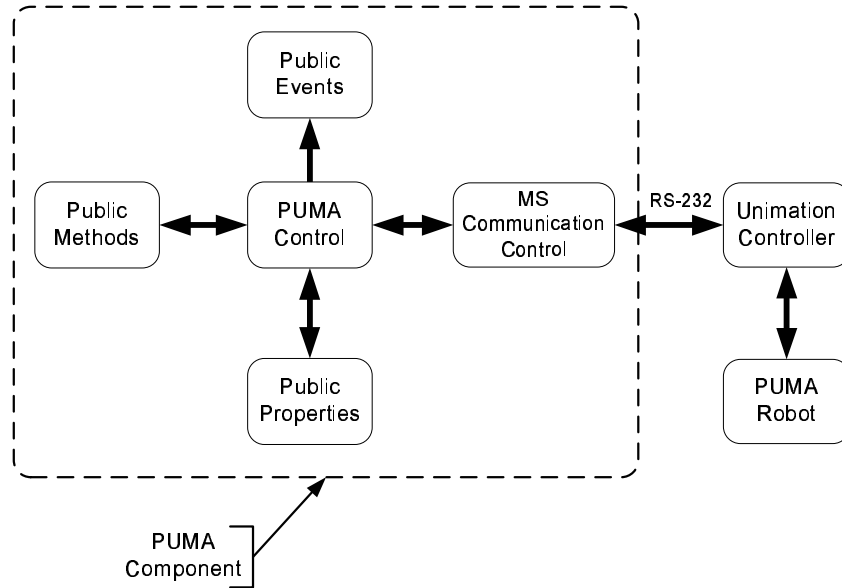 Public
Events
Public
Methods
PUMA
Control
MS
Communication
Control
RS-232
Unimation
Controller
Public
Properties
PUMA
Robot
PUMA
Component